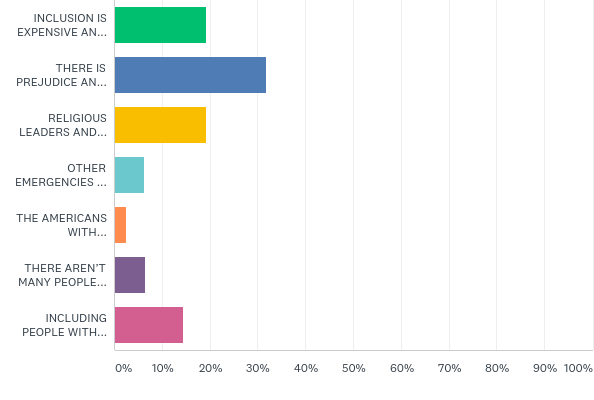 INCLUSION IS
EXPENSIVE AN...
THERE IS
PREJUDICE AN...
RELIGIOUS
LEADERS AND...
OTHER
EMERGENCIES ...
THE AMERICANS
WITH...
THERE AREN'T
MANY PEOPLE...
INCLUDING
PEOPLE WITH...
0% 10% 20% 30% 40% 50% 60% 70% 80% 90% 100%